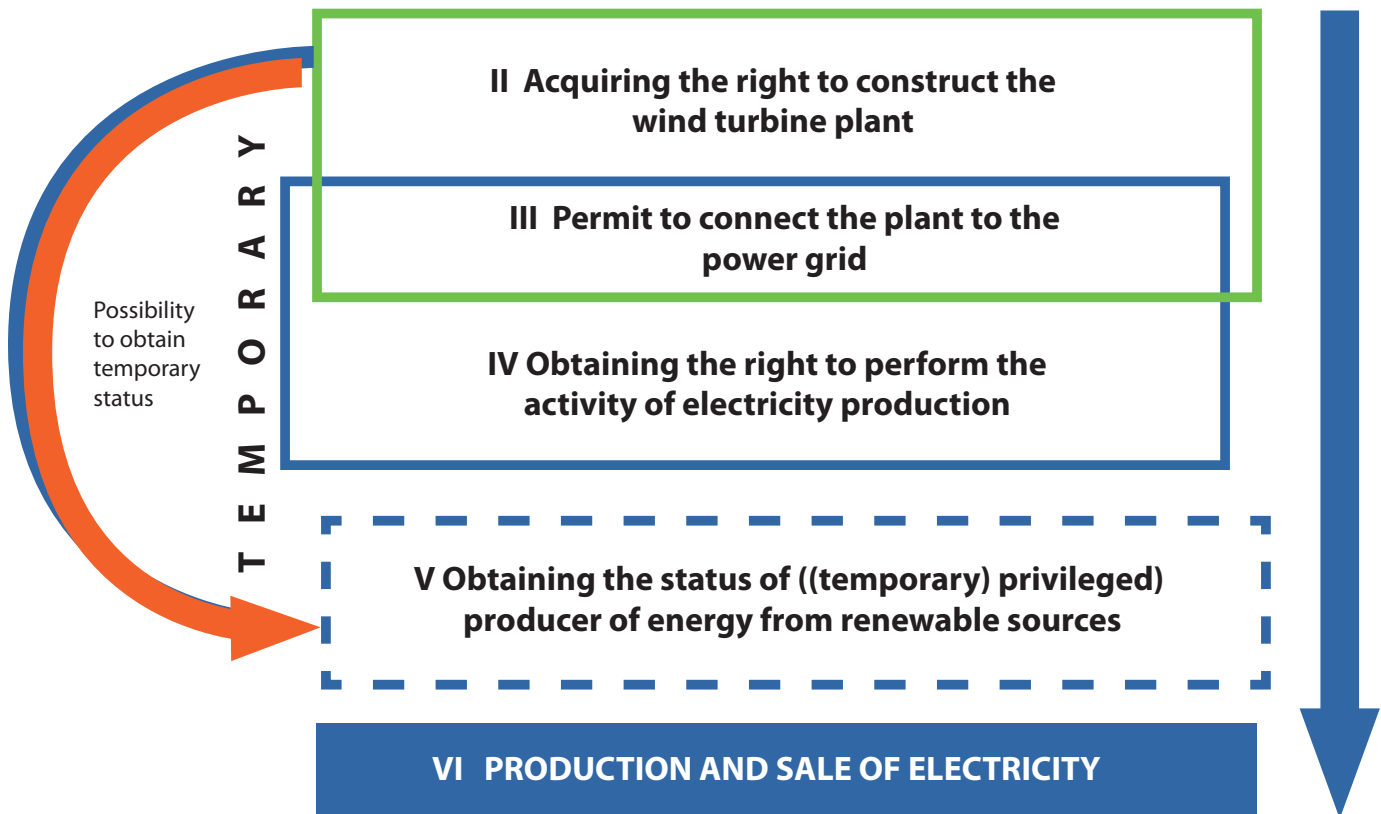 II Acquiring the right to construct the
wind turbine plant
III Permit to connect the plant to the
power grid
TEMPORARY
Possibility
to obtain
temporary
status
IV Obtaining the right to perform the
activity of electricity production
V Obtaining the status of ((temporary) privileged)
producer of energy from renewable sources
VI PRODUCTION AND SALE OF ELECTRICITY